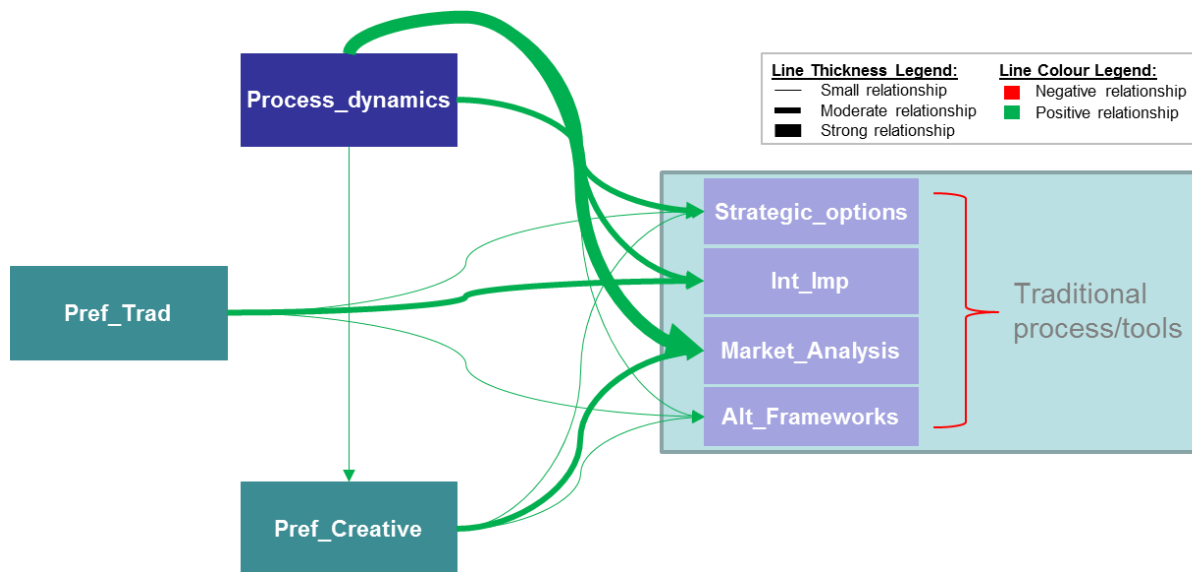 Process_dynamics
Line Thickness Legend:
Small relationship
Moderate relationship
Strong relationship
Line Colour Legend:
Negative relationship
Positive relationship
Strategic_options
Int_Imp
Market_Analysis
Alt_Frameworks
Traditional
process/tools
Pref_Trad
Pref_Creative